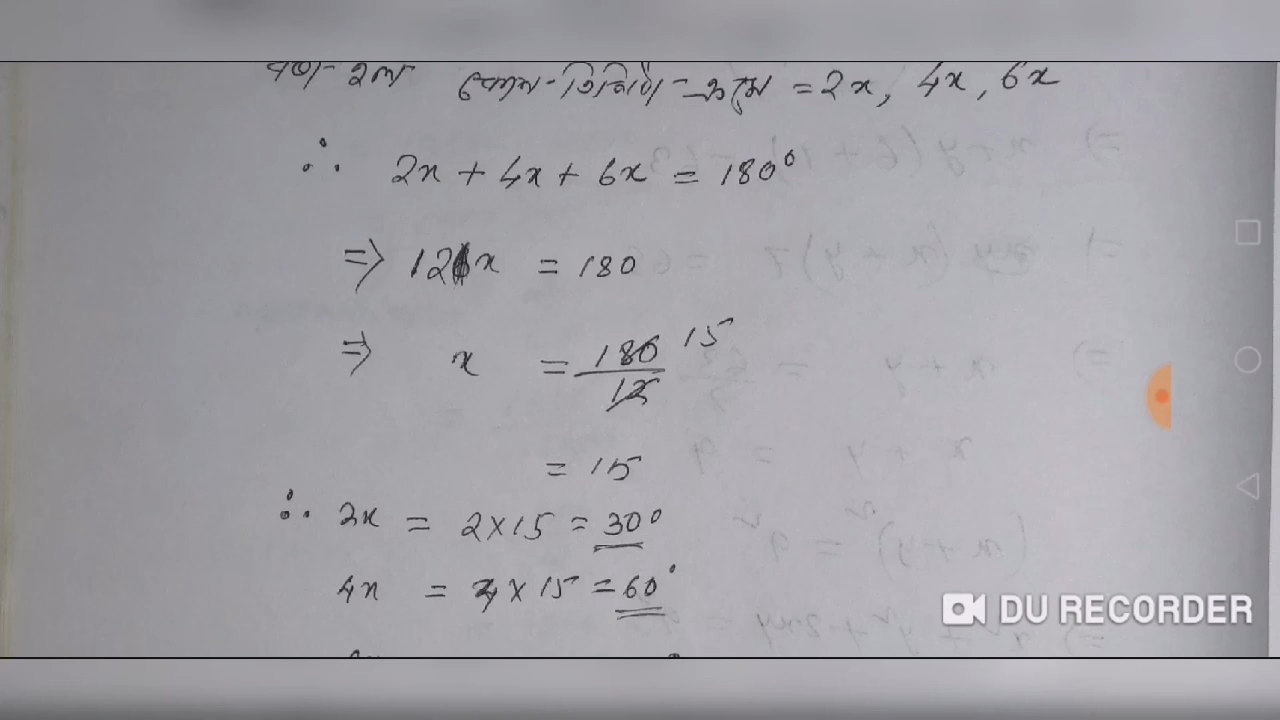 ধরা হল কোণ তিনিটা ক্রমে = 2x, 4x, 6x
∴ 2x + 4x + 6x = 180°
⇒ 12x = 180
⇒ x = 180/12 15
= 15
∴ 2x = 2×15 = 30°
4x = 4×15 = 60°
DU RECORDER